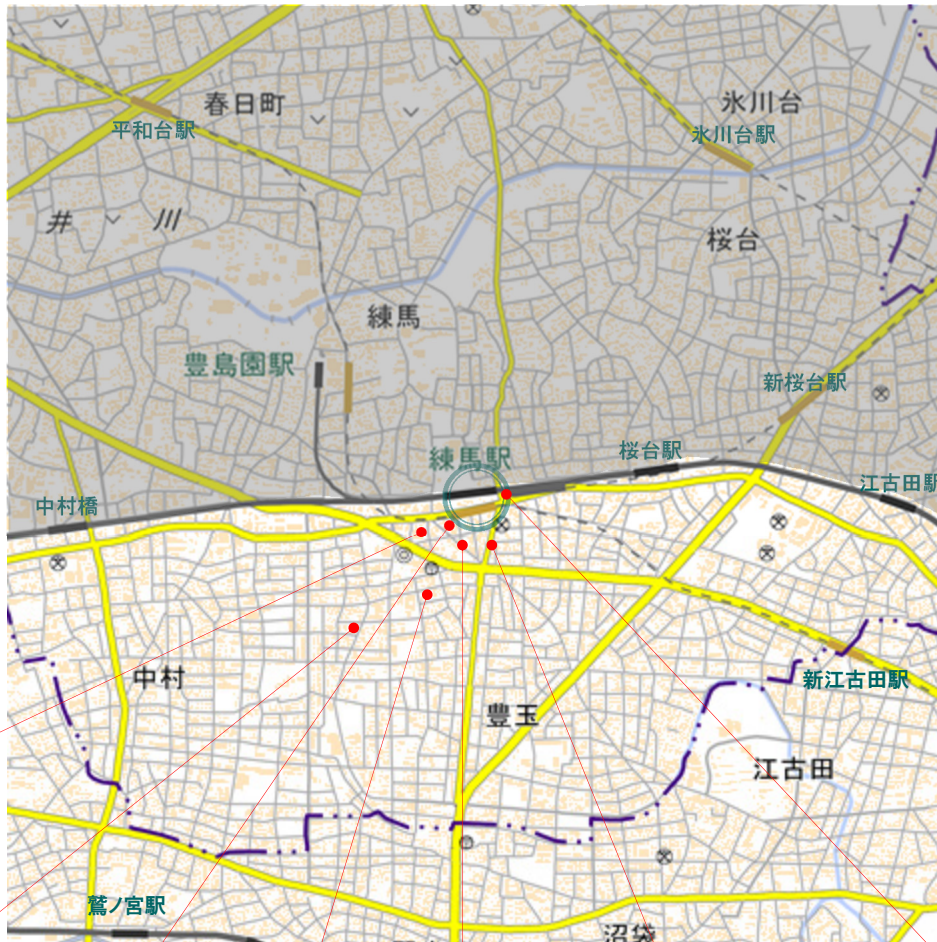 春日町
氷川台
平和台駅
氷川台駅
井
川
桜台
練馬
豊島園駅
新桜台駅
練馬駅
桜台駅
江古田駅
中村橋
中村
新江古田駅
豊玉
江古田
鷺ノ宮駅
沼袋